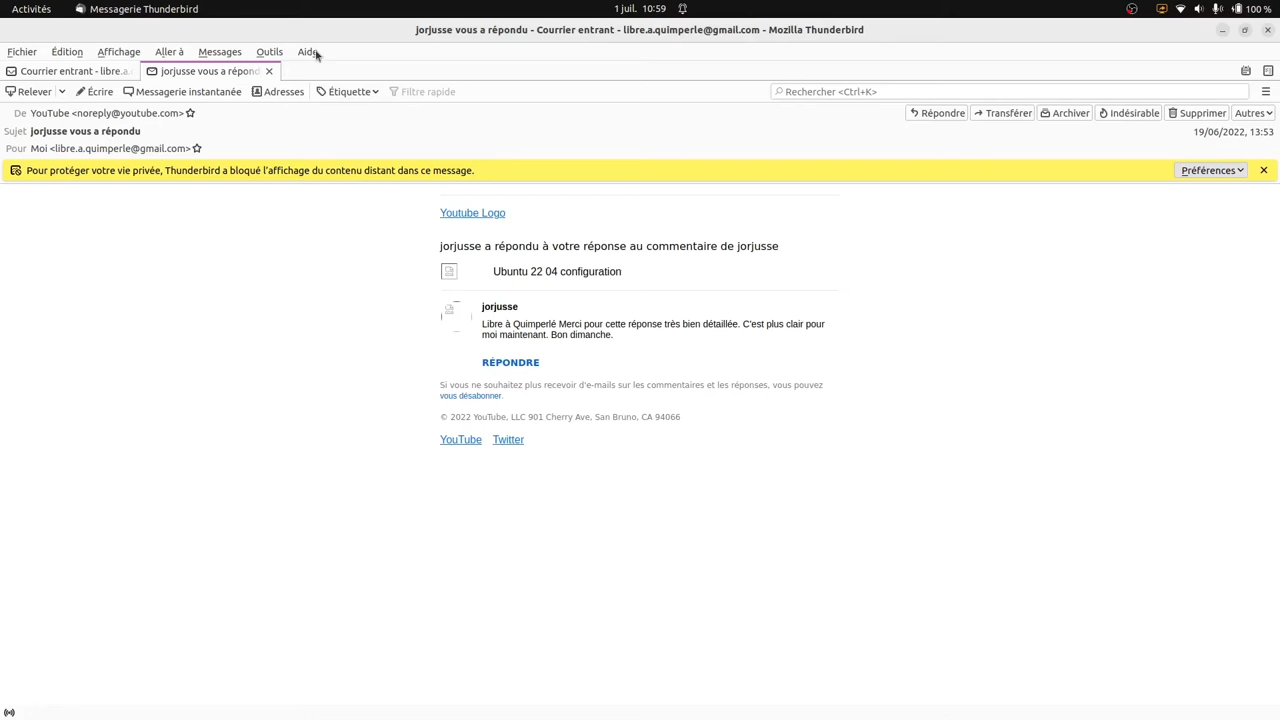 Activités Messagerie Thunderbird 1 juil. 10:59 100 %
jorjusse vous a répondu - Courrier entrant - libre.a.quimperle@gmail.com - Mozilla Thunderbird
Fichier Édition Affichage Aller à Messages Outils Aide
Courrier entrant - libre.a. jorjusse vous a répond
Relever Écrire Messagerie instantanée Adresses Étiquette Filtre rapide Rechercher <Ctrl+K>
De YouTube <noreply@youtube.com> Répondre Transférer Archiver Indésirable Supprimer Autres
Sujet jorjusse vous a répondu 19/06/2022, 13:53
Pour Moi <libre.a.quimperle@gmail.com>
Pour protéger votre vie privée, Thunderbird a bloqué l'affichage du contenu distant dans ce message. Préférences
Youtube Logo
jorjusse a répondu à votre réponse au commentaire de jorjusse
Ubuntu 22 04 configuration
jorjusse
Libre à Quimperlé Merci pour cette réponse très bien détaillée. C'est plus clair pour
moi maintenant. Bon dimanche.
RÉPONDRE
Si vous ne souhaitez plus recevoir d'e-mails sur les commentaires et les réponses, vous pouvez
vous désabonner.
© 2022 YouTube, LLC 901 Cherry Ave, San Bruno, CA 94066
YouTube Twitter